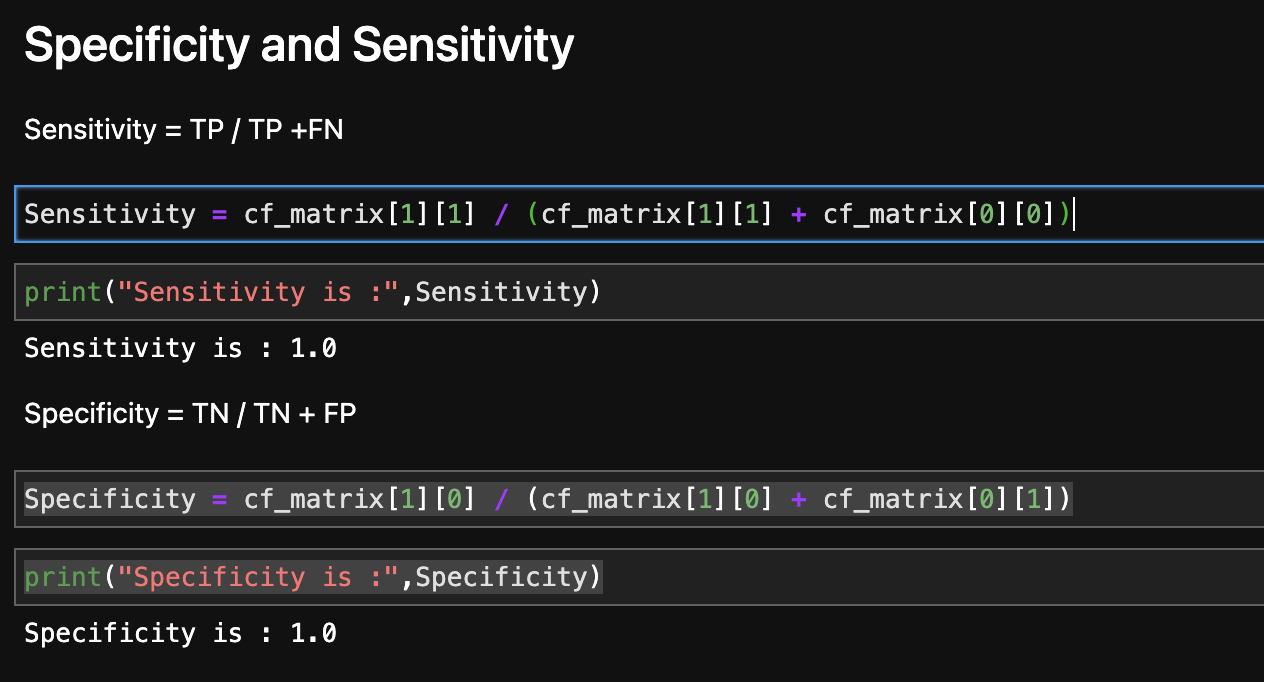 Specificity and Sensitivity
Sensitivity = TP / TP +FN
Sensitivity = cf_matrix[1][1] / (cf_matrix[1][1] + cf_matrix[0][0])
print("Sensitivity is :",Sensitivity)
Sensitivity is : 1.0
Specificity = TN / TN + FP
Specificity = cf_matrix[1][0] / (cf_matrix[1][0] + cf_matrix[0][1])
print("Specificity is :",Specificity)
Specificity is : 1.0